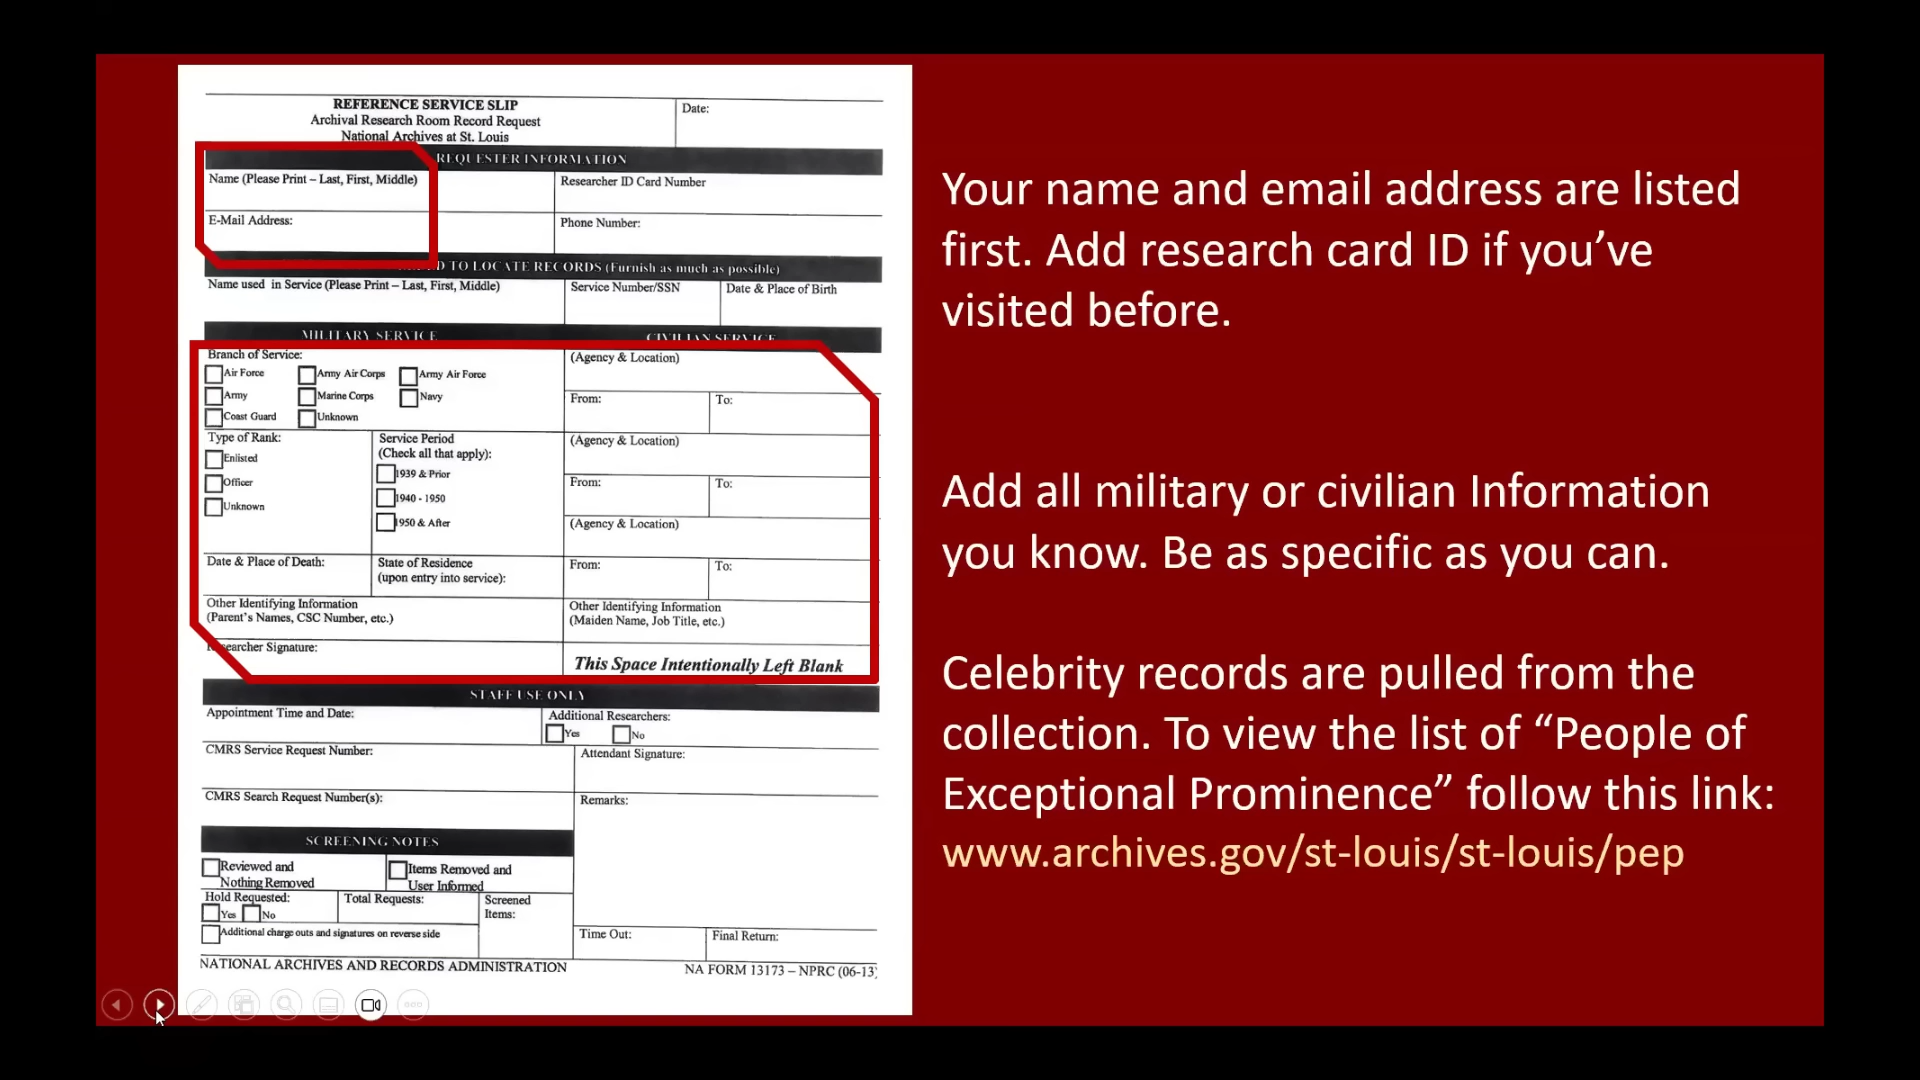 REFERENCE SERVICE SLIP
Archival Research Room Record Request
National Archives at St. Louis
Date:
REQUESTER INFORMATION
Name (Please Print – Last, First, Middle)
Researcher ID Card Number
E-Mail Address:
Phone Number:
TO LOCATE RECORDS (Furnish as much as possible)
Name used in Service (Please Print – Last, First, Middle)
Service Number/SSN
Date & Place of Birth
MILITARY SERVICE
CIVILIAN SERVICE
Branch of Service:
Air Force
Army Air Corps
Army Air Force
Army
Marine Corps
Navy
Coast Guard
Unknown
(Agency & Location)
From:
To:
Type of Rank:
Enlisted
Officer
Unknown
Service Period
(Check all that apply):
1939 & Prior
1940 - 1950
1950 & After
(Agency & Location)
From:
To:
(Agency & Location)
Date & Place of Death:
State of Residence
(upon entry into service):
From:
To:
Other Identifying Information
(Parent's Names, CSC Number, etc.)
Other Identifying Information
(Maiden Name, Job Title, etc.)
Signature:
This Space Intentionally Left Blank
STAFF USE ONLY
Appointment Time and Date:
Additional Researchers:
Yes
No
CMRS Service Request Number:
Attendant Signature:
CMRS Search Request Number(s):
Remarks:
SCREENING NOTES
Reviewed and
Nothing Removed
Items Removed and
User Informed
Hold Requested:
Yes
No
Total Requests:
Screened
Items:
Additional charge outs and signatures on reverse side
Time Out:
Final Return:
NATIONAL ARCHIVES AND RECORDS ADMINISTRATION
NA FORM 13173 – NPRC (06-13)
Your name and email address are listed
first. Add research card ID if you’ve
visited before.
Add all military or civilian Information
you know. Be as specific as you can.
Celebrity records are pulled from the
collection. To view the list of “People of
Exceptional Prominence” follow this link:
www.archives.gov/st-louis/st-louis/pep